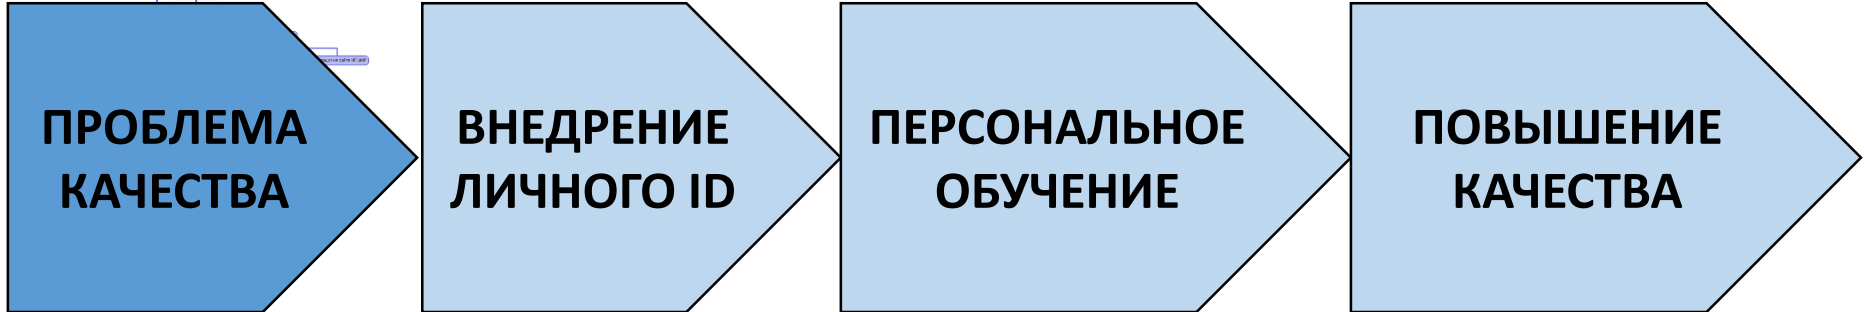 ПРОБЛЕМА
КАЧЕСТВА
ВНЕДРЕНИЕ
ЛИЧНОГО ID
ПЕРСОНАЛЬНОЕ
ОБУЧЕНИЕ
ПОВЫШЕНИЕ
КАЧЕСТВА